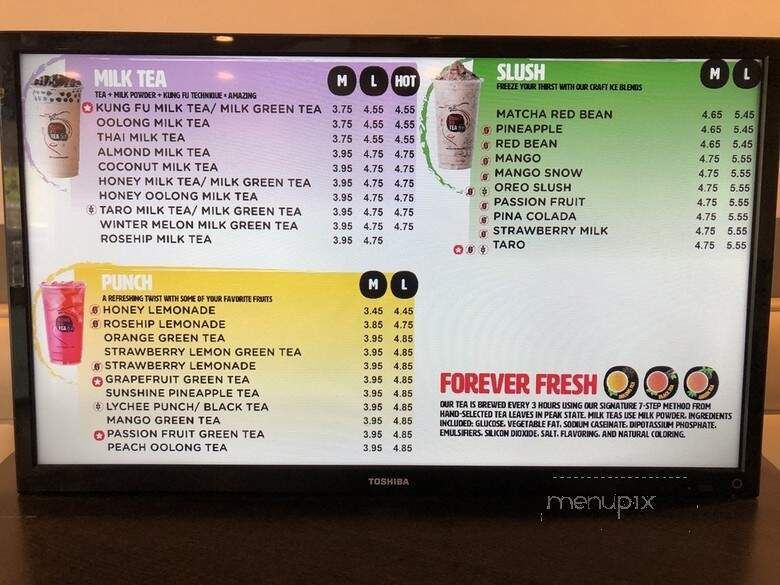 MILK TEA M L HOT
TEA + MILK POWDER + KUNG FU TECHNIQUE = AMAZING
KUNG FU MILK TEA/ MILK GREEN TEA 3.75 4.55 4.55
OOLONG MILK TEA 3.75 4.55 4.55
THAI MILK TEA 3.75 4.55 4.55
ALMOND MILK TEA 3.95 4.75 4.75
COCONUT MILK TEA 3.95 4.75 4.75
HONEY MILK TEA/ MILK GREEN TEA 3.95 4.75 4.75
HONEY OOLONG MILK TEA 3.95 4.75 4.75
TARO MILK TEA/ MILK GREEN TEA 3.95 4.75 4.75
WINTER MELON MILK GREEN TEA 3.95 4.75 4.75
ROSEHIP MILK TEA 3.95 4.75
PUNCH M L
A REFRESHING TWIST WITH SOME OF YOUR FAVORITE FRUITS
HONEY LEMONADE 3.45 4.45
ROSEHIP LEMONADE 3.85 4.75
ORANGE GREEN TEA 3.95 4.85
STRAWBERRY LEMON GREEN TEA 3.95 4.85
STRAWBERRY LEMONADE 3.95 4.85
GRAPEFRUIT GREEN TEA 3.95 4.85
SUNSHINE PINEAPPLE TEA 3.95 4.85
LYCHEE PUNCH/ BLACK TEA 3.95 4.85
MANGO GREEN TEA 3.95 4.85
PASSION FRUIT GREEN TEA 3.95 4.85
PEACH OOLONG TEA 3.95 4.85
SLUSH M L
FREEZE YOUR THIRST WITH OUR CRAFT ICE BLENDS
MATCHA RED BEAN 4.65 5.45
PINEAPPLE 4.65 5.45
RED BEAN 4.65 5.45
MANGO 4.75 5.55
MANGO SNOW 4.75 5.55
OREO SLUSH 4.75 5.55
PASSION FRUIT 4.75 5.55
PINA COLADA 4.75 5.55
STRAWBERRY MILK 4.75 5.55
TARO 4.75 5.55
FOREVER FRESH
OUR TEA IS BREWED EVERY 3 HOURS USING OUR SIGNATURE 7-STEP METHOD FROM
HAND-SELECTED TEA LEAVES IN PEAK STATE. MILK TEAS USE MILK POWDER. INGREDIENTS
INCLUDED: GLUCOSE, VEGETABLE FAT, SODIUM CASEINATE, DIPOTASSIUM PHOSPHATE,
EMULSIFIERS, SILICON DIOXIDE, SALT, FLAVORING, AND NATURAL COLORING.
TOSHIBA
menupix